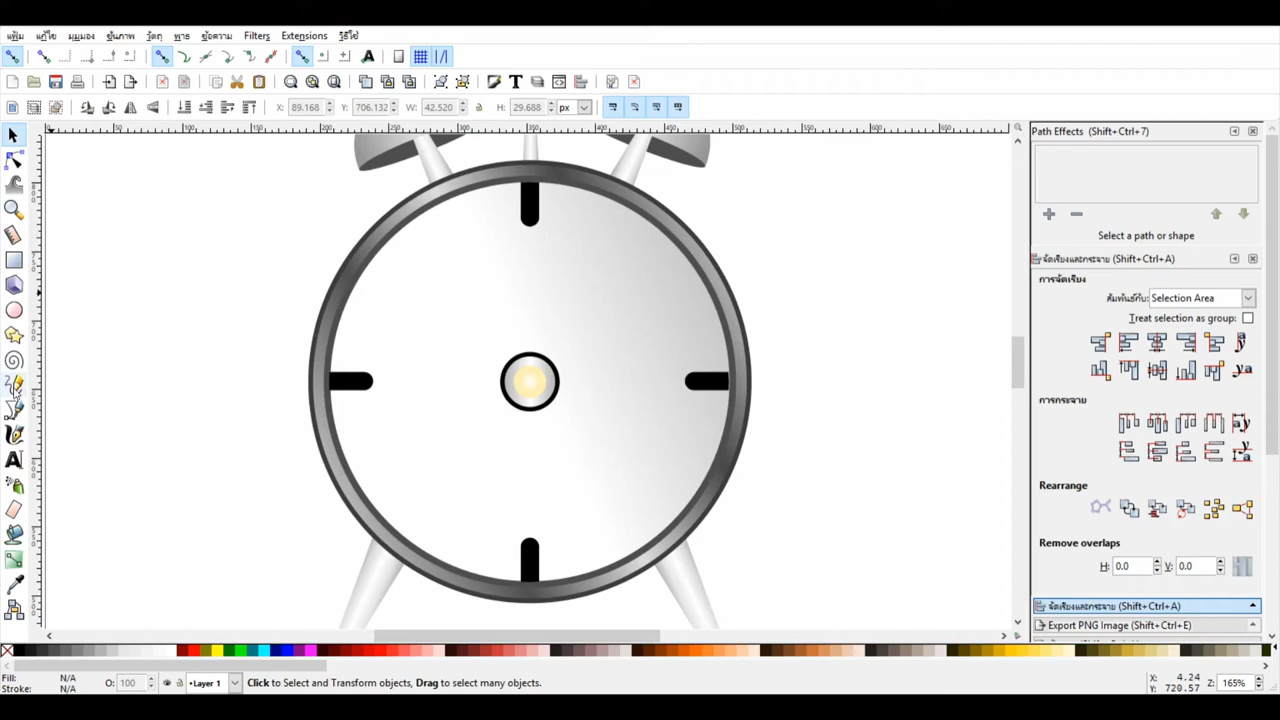 แฟ้ม แก้ไข มุมมอง ชั้นภาพ วัตถุ พาธ ข้อความ Filters Extensions วิธีใช้
X: 89.168 Y: 706.132 W: 42.520 H: 29.688 px
Path Effects (Shift+Ctrl+7)
Select a path or shape
จัดเรียงและกระจาย (Shift+Ctrl+A)
การจัดเรียง
สัมพันธ์กับ: Selection Area
Treat selection as group:
การกระจาย
Rearrange
Remove overlaps
H: 0.0 V: 0.0
จัดเรียงและกระจาย (Shift+Ctrl+A)
Export PNG Image (Shift+Ctrl+E)
Fill: N/A
Stroke: N/A
O: 100
Layer 1
Click to Select and Transform objects, Drag to select many objects.
X: 4.24
Y: 720.57
Z: 165%